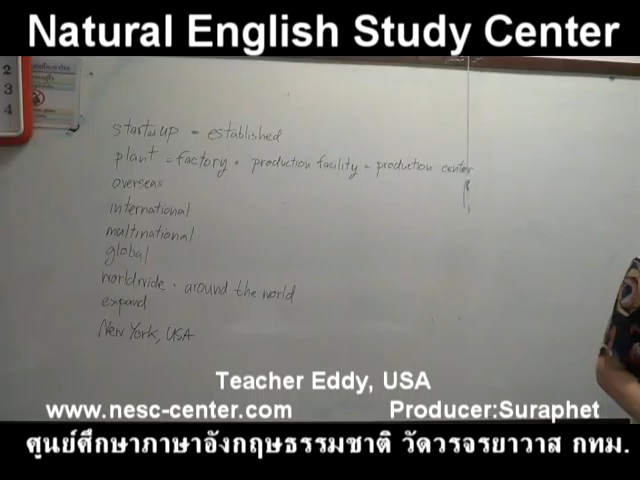 Natural English Study Center
2
3
4
startup = established
plant = factory = production facility = production center
overseas
international
multinational
global
worldwide · around the world
expand
New York, USA
Teacher Eddy, USA
www.nesc-center.com Producer:Suraphet
ศูนย์ศึกษาภาษาอังกฤษธรรมชาติ วัดวรจรยาวาส กทม.